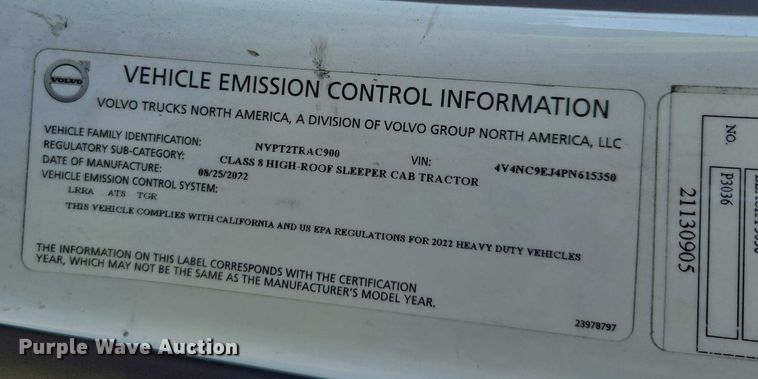 VOLVO
VEHICLE EMISSION CONTROL INFORMATION
VOLVO TRUCKS NORTH AMERICA, A DIVISION OF VOLVO GROUP NORTH AMERICA, LLC
VEHICLE FAMILY IDENTIFICATION: NVPT2TRAC900 VIN: 4V4NC9EJ4PN615350
REGULATORY SUB-CATEGORY: CLASS 8 HIGH-ROOF SLEEPER CAB TRACTOR
DATE OF MANUFACTURE: 08/25/2022
VEHICLE EMISSION CONTROL SYSTEM:
LRRA ATS TGR
THIS VEHICLE COMPLIES WITH CALIFORNIA AND US EPA REGULATIONS FOR 2022 HEAVY DUTY VEHICLES
THE INFORMATION ON THIS LABEL CORRESPONDS WITH THE CERTIFICATION
YEAR, WHICH MAY NOT BE THE SAME AS THE MANUFACTURER'S MODEL YEAR.
23978797
21130905
NO.
P3036
Purple Wave Auction